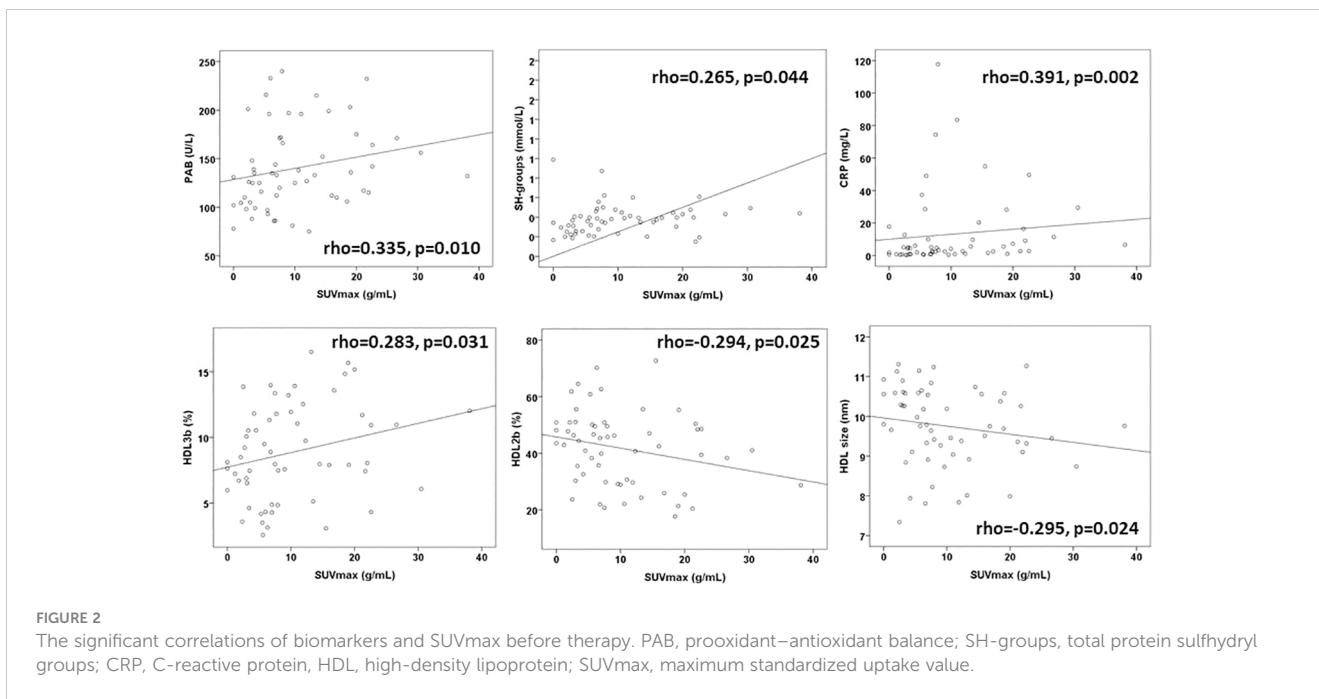 250
200
150
100
50
PAB (U/L)
rho=0.335, p=0.010
0 10 20 30 40
SUVmax (g/mL)
2
2
2
1
1
1
1
1
0
0
0
SH-groups (mmol/L)
rho=0.265, p=0.044
0 10 20 30 40
SUVmax (g/mL)
120
100
80
60
40
20
0
CRP (mg/L)
rho=0.391, p=0.002
0 10 20 30 40
SUVmax (g/mL)
15
10
5
HDL3b (%)
rho=0.283, p=0.031
0 10 20 30 40
SUVmax (g/mL)
80
60
40
20
HDL2b (%)
rho=-0.294, p=0.025
0 10 20 30 40
SUVmax (g/mL)
12
11
10
9
8
7
HDL size (nm)
rho=-0.295, p=0.024
0 10 20 30 40
SUVmax (g/mL)
FIGURE 2
The significant correlations of biomarkers and SUVmax before therapy. PAB, prooxidant–antioxidant balance; SH-groups, total protein sulfhydryl
groups; CRP, C-reactive protein, HDL, high-density lipoprotein; SUVmax, maximum standardized uptake value.